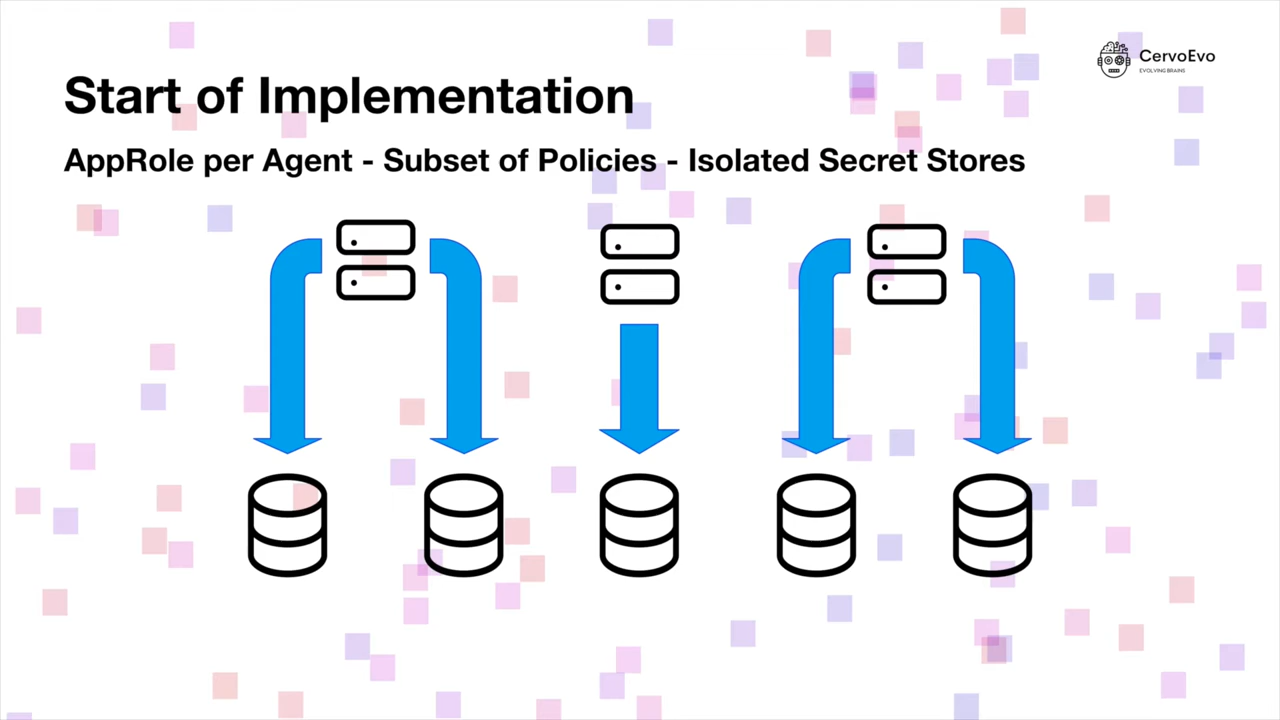 Start of Implementation
AppRole per Agent - Subset of Policies - Isolated Secret Stores
CervoEvo
EVOLVING BRAINS